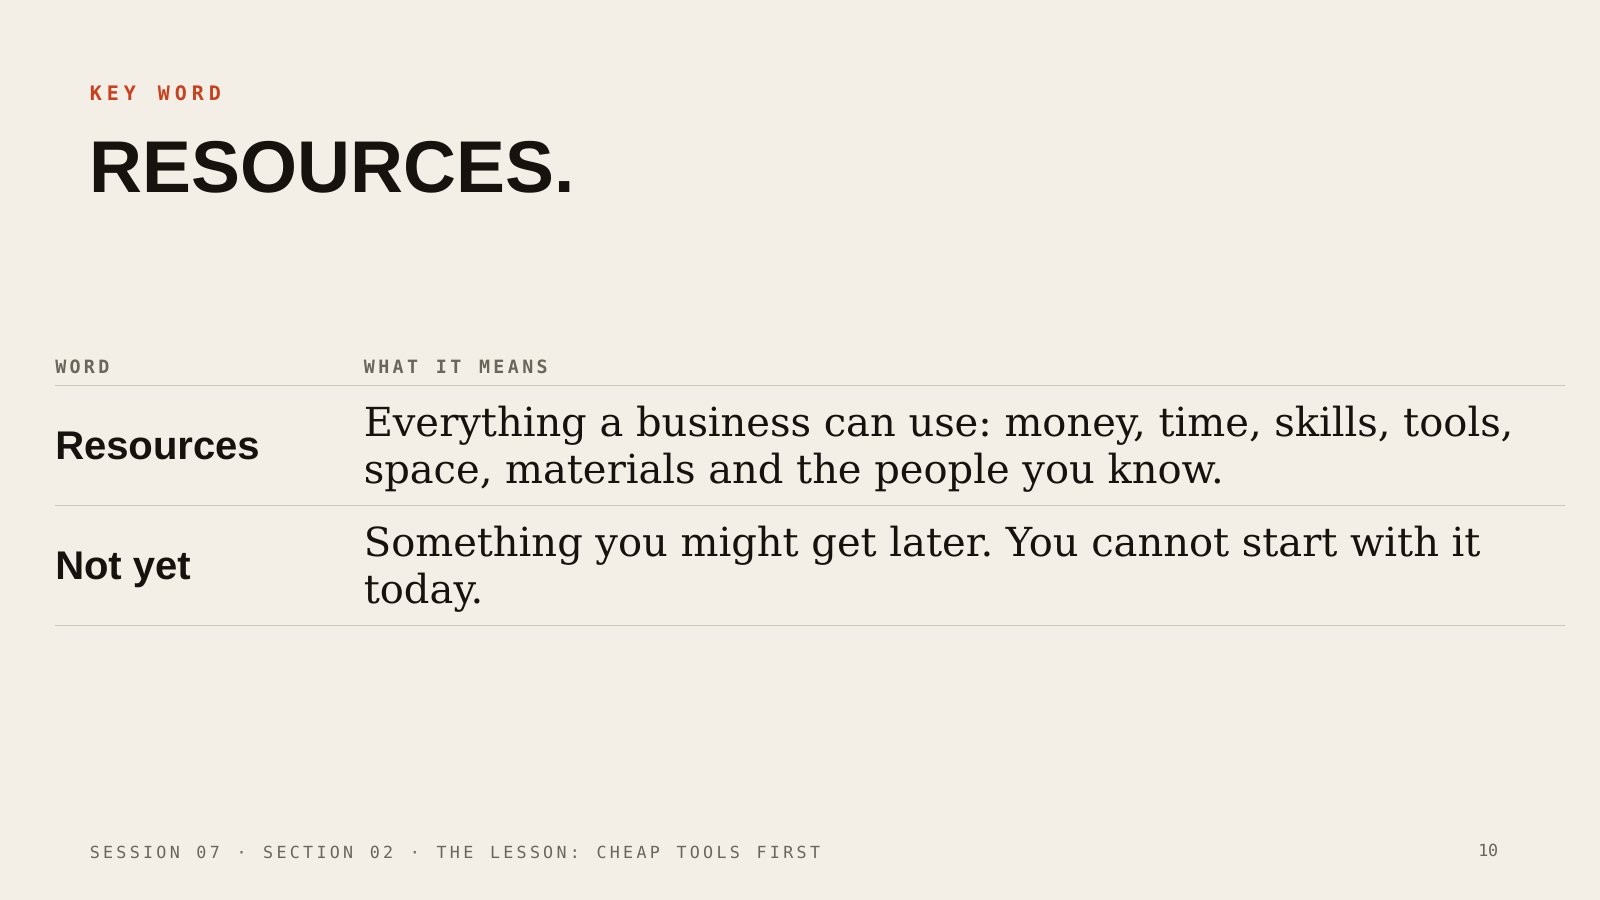 KEY WORD
RESOURCES.
WORD WHAT IT MEANS
Resources
Everything a business can use: money, time, skills, tools,
space, materials and the people you know.
Not yet
Something you might get later. You cannot start with it
today.
SESSION 07 · SECTION 02 · THE LESSON: CHEAP TOOLS FIRST
10